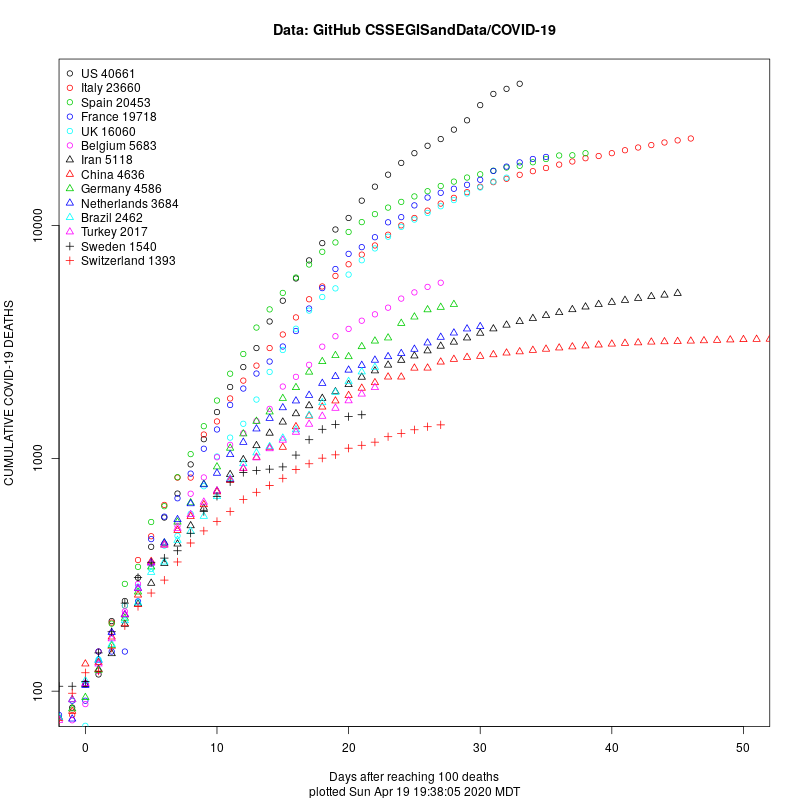 Data: GitHub CSSEGISandData/COVID-19
US 40661
Italy 23660
Spain 20453
France 19718
UK 16060
Belgium 5683
Iran 5118
China 4636
Germany 4586
Netherlands 3684
Brazil 2462
Turkey 2017
Sweden 1540
Switzerland 1393
CUMULATIVE COVID-19 DEATHS
10000
1000
100
0 10 20 30 40 50
Days after reaching 100 deaths
plotted Sun Apr 19 19:38:05 2020 MDT